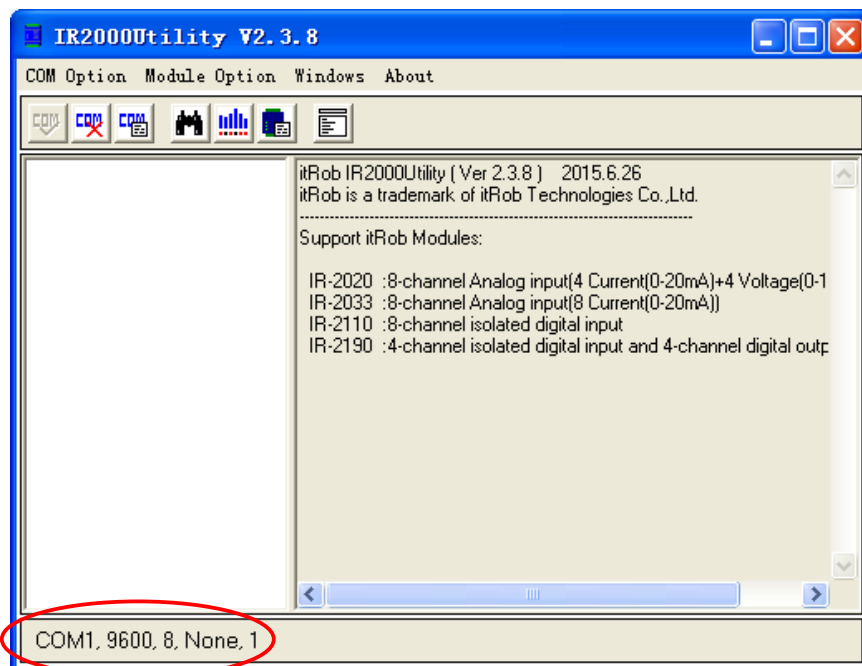 IR2000Utility V2.3.8
COM Option Module Option Windows About
COM COM COM
itRob IR2000Utility ( Ver 2.3.8 ) 2015.6.26
itRob is a trademark of itRob Technologies Co.,Ltd.
--------------------------------------------------------------------------------
Support itRob Modules:
IR-2020 :8-channel Analog input(4 Current(0-20mA)+4 Voltage(0-1
IR-2033 :8-channel Analog input(8 Current(0-20mA))
IR-2110 :8-channel isolated digital input
IR-2190 :4-channel isolated digital input and 4-channel digital outp
COM1, 9600, 8, None, 1